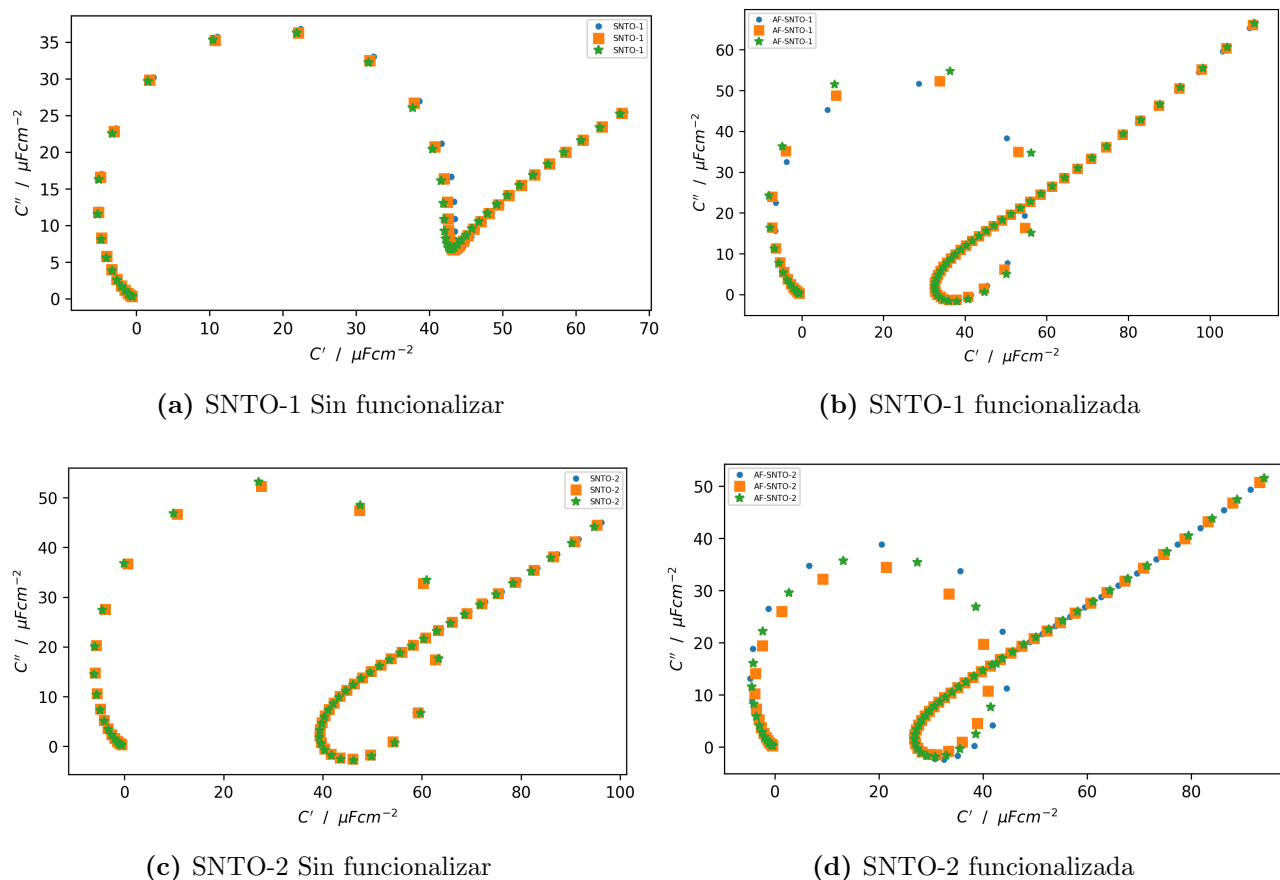 SNTO-1
SNTO-1
SNTO-1
35
30
25
20
15
10
5
0
C'' / μFcm⁻²
0 10 20 30 40 50 60 70
C' / μFcm⁻²
(a) SNTO-1 Sin funcionalizar
AF-SNTO-1
AF-SNTO-1
AF-SNTO-1
60
50
40
30
20
10
0
C'' / μFcm⁻²
0 20 40 60 80 100
C' / μFcm⁻²
(b) SNTO-1 funcionalizada
SNTO-2
SNTO-2
SNTO-2
50
40
30
20
10
0
C'' / μFcm⁻²
0 20 40 60 80 100
C' / μFcm⁻²
(c) SNTO-2 Sin funcionalizar
AF-SNTO-2
AF-SNTO-2
AF-SNTO-2
50
40
30
20
10
0
C'' / μFcm⁻²
0 20 40 60 80
C' / μFcm⁻²
(d) SNTO-2 funcionalizada